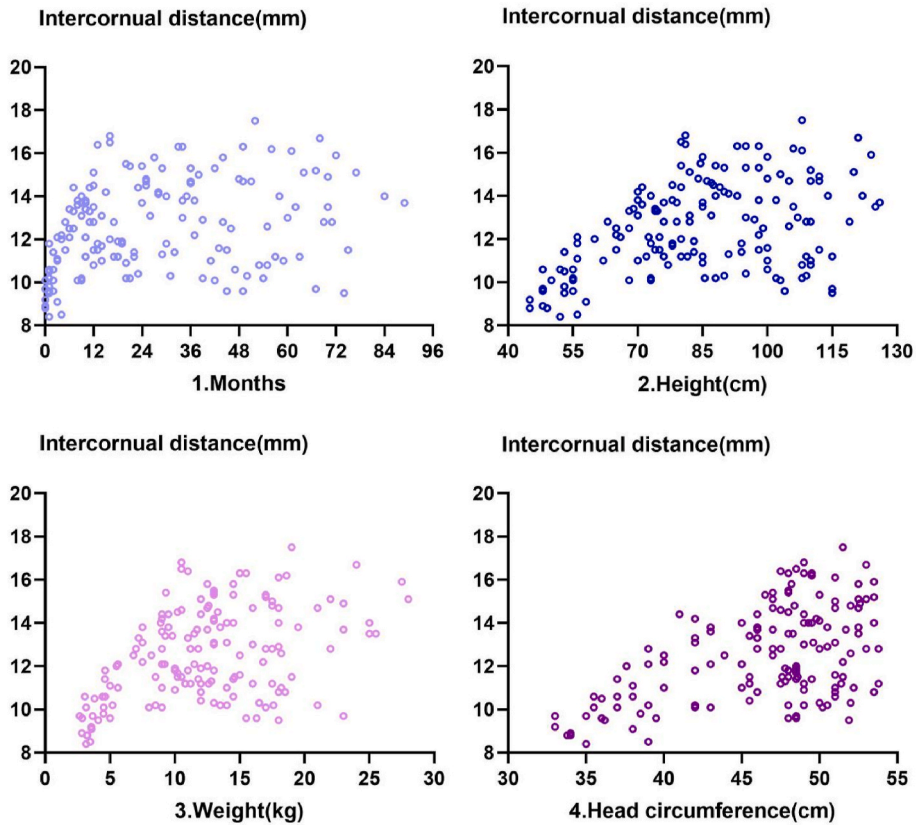 Intercornual distance(mm)
20
18
16
14
12
10
8
0 12 24 36 48 60 72 84 96
1.Months
Intercornual distance(mm)
20
18
16
14
12
10
8
40 55 70 85 100 115 130
2.Height(cm)
Intercornual distance(mm)
20
18
16
14
12
10
8
0 5 10 15 20 25 30
3.Weight(kg)
Intercornual distance(mm)
20
18
16
14
12
10
8
30 35 40 45 50 55
4.Head circumference(cm)